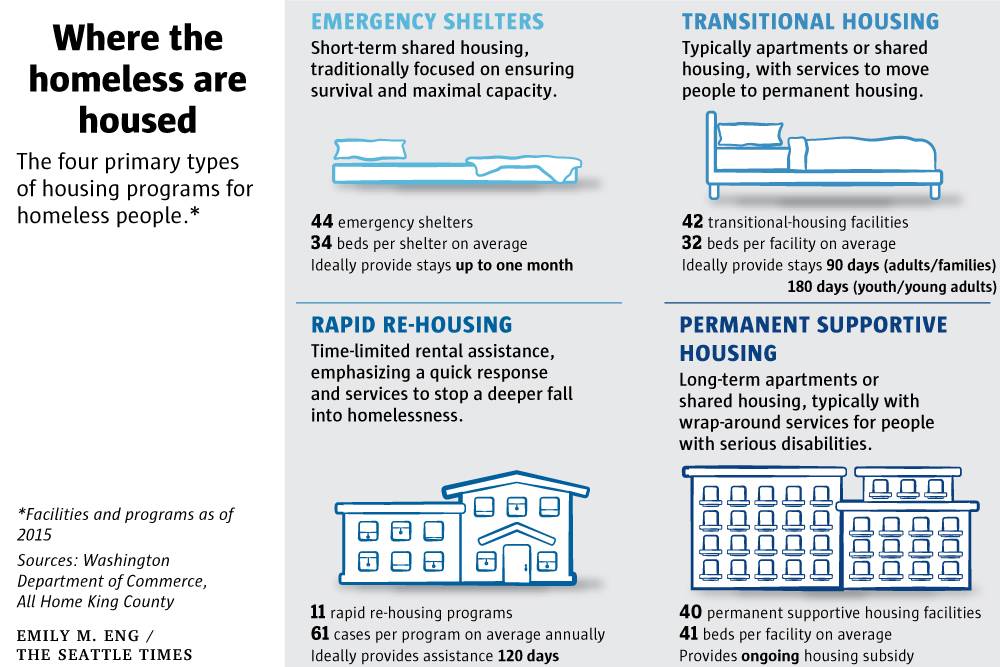 Where the
homeless are
housed
The four primary types
of housing programs for
homeless people.*
*Facilities and programs as of
2015
Sources: Washington
Department of Commerce,
All Home King County
EMILY M. ENG /
THE SEATTLE TIMES
EMERGENCY SHELTERS
Short-term shared housing,
traditionally focused on ensuring
survival and maximal capacity.
44 emergency shelters
34 beds per shelter on average
Ideally provide stays up to one month
TRANSITIONAL HOUSING
Typically apartments or shared
housing, with services to move
people to permanent housing.
42 transitional-housing facilities
32 beds per facility on average
Ideally provide stays 90 days (adults/families)
180 days (youth/young adults)
RAPID RE-HOUSING
Time-limited rental assistance,
emphasizing a quick response
and services to stop a deeper fall
into homelessness.
11 rapid re-housing programs
61 cases per program on average annually
Ideally provides assistance 120 days
PERMANENT SUPPORTIVE
HOUSING
Long-term apartments or
shared housing, typically with
wrap-around services for people
with serious disabilities.
40 permanent supportive housing facilities
41 beds per facility on average
Provides ongoing housing subsidy